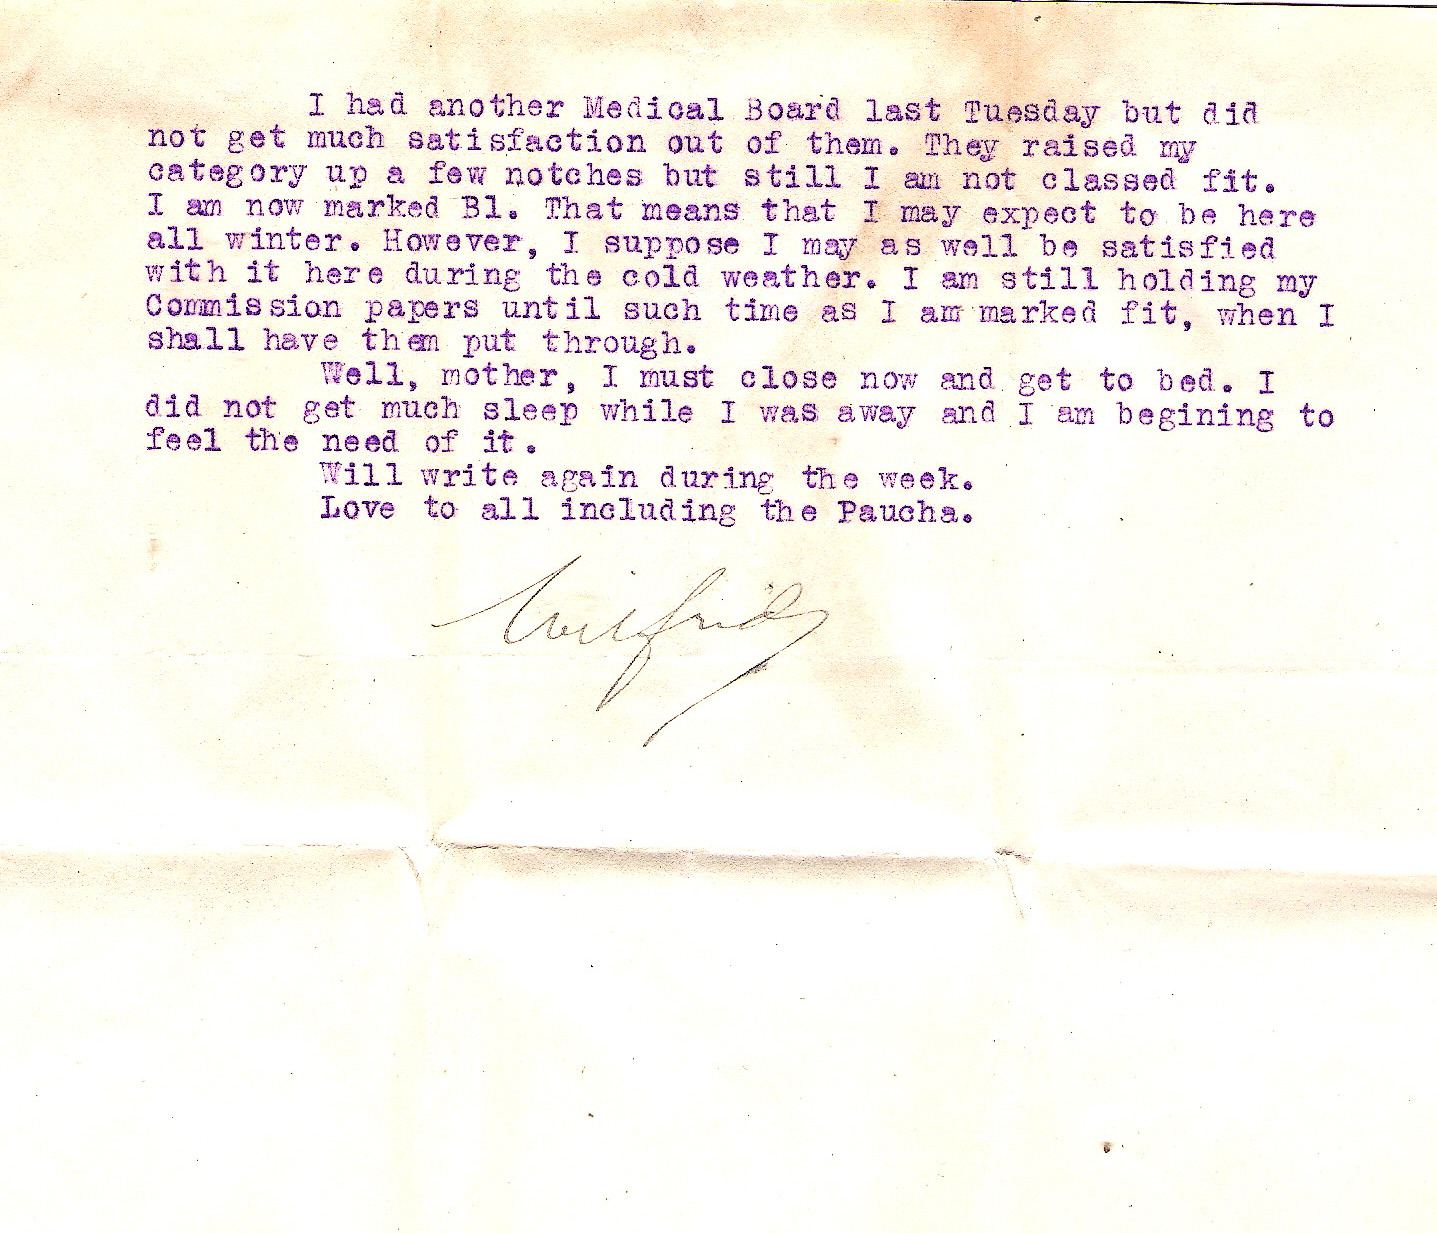 I had another Medical Board last Tuesday but did
not get much satisfaction out of them. They raised my
category up a few notches but still I am not classed fit.
I am now marked B1. That means that I may expect to be here
all winter. However, I suppose I may as well be satisfied
with it here during the cold weather. I am still holding my
Commission papers until such time as I am marked fit, when I
shall have them put through.
Well, mother, I must close now and get to bed. I
did not get much sleep while I was away and I am begining to
feel the need of it.
Will write again during the week.
Love to all including the Paucha.
Wilfrid